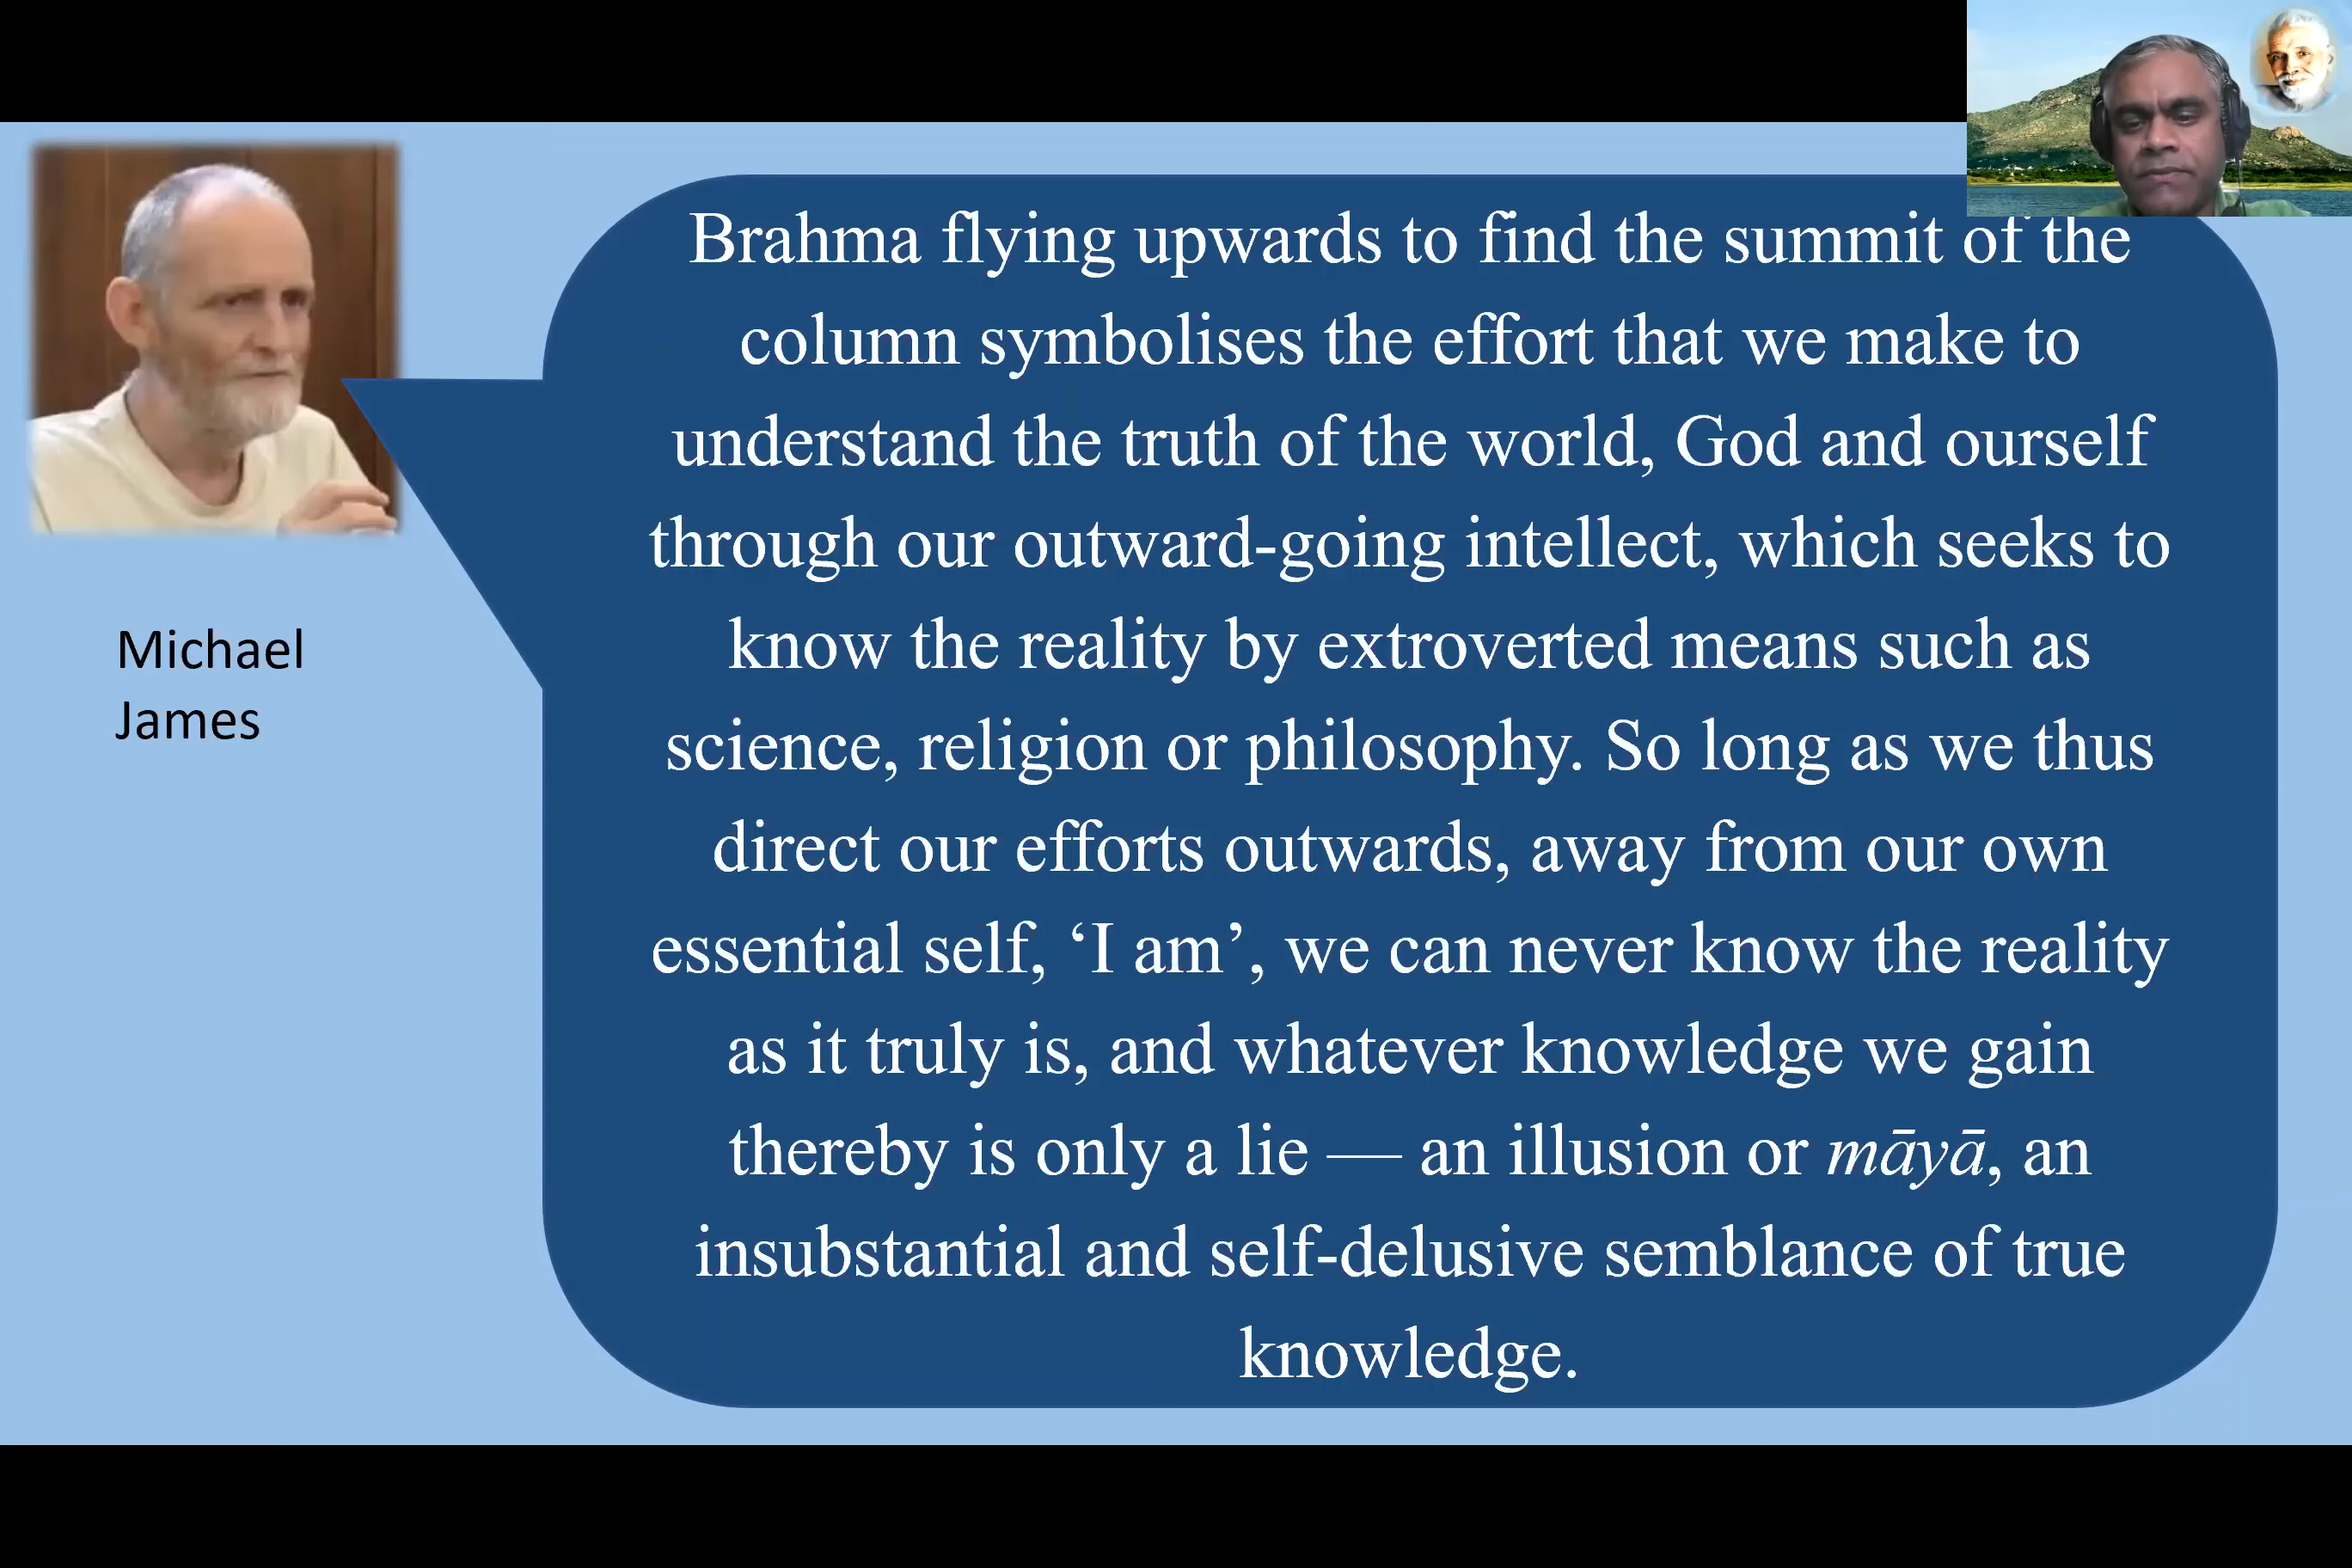 Brahma flying upwards to find the summit of the
column symbolises the effort that we make to
understand the truth of the world, God and ourself
through our outward-going intellect, which seeks to
know the reality by extroverted means such as
science, religion or philosophy. So long as we thus
direct our efforts outwards, away from our own
essential self, ‘I am’, we can never know the reality
as it truly is, and whatever knowledge we gain
thereby is only a lie — an illusion or māyā, an
insubstantial and self-delusive semblance of true
knowledge.
Michael
James